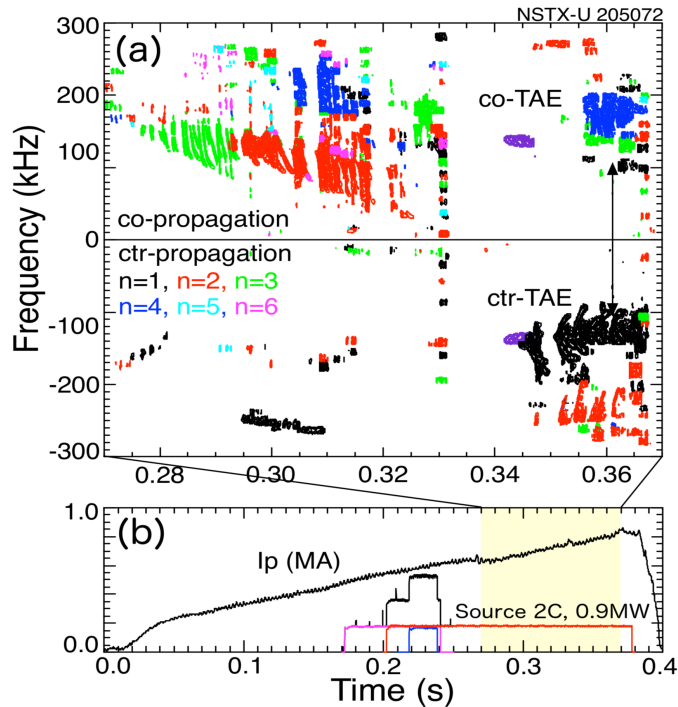 NSTX-U 205072
300
(a)
200
co-TAE
100
co-propagation
0
ctr-propagation
n=1, n=2, n=3
n=4, n=5, n=6
ctr-TAE
-100
-200
-300
Frequency (kHz)
0.28 0.30 0.32 0.34 0.36
1.0
(b)
Ip (MA)
Source 2C, 0.9MW
0.0
0.0 0.1 0.2 0.3 0.4
Time (s)